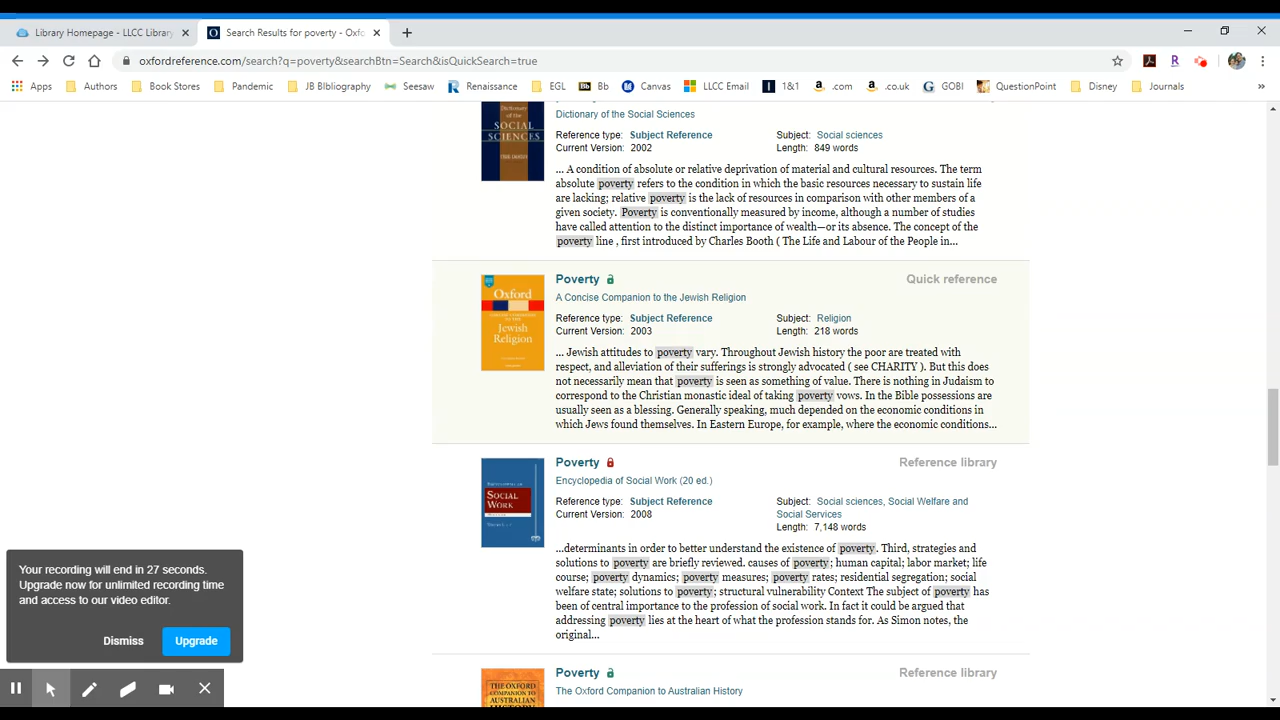 Library Homepage - LLCC Library
Search Results for poverty - Oxfo
oxfordreference.com/search?q=poverty&searchBtn=Search&isQuickSearch=true
Apps
Authors
Book Stores
Pandemic
JB BIbliography
Seesaw
Renaissance
EGL
Bb Bb
Canvas
LLCC Email
1&1
.com
.co.uk
GOBI
QuestionPoint
Disney
Journals
Dictionary
of the
SOCIAL
SCIENCES
Dictionary of the Social Sciences
Reference type: Subject Reference
Current Version: 2002
Subject: Social sciences
Length: 849 words
... A condition of absolute or relative deprivation of material and cultural resources. The term
absolute poverty refers to the condition in which the basic resources necessary to sustain life
are lacking; relative poverty is the lack of resources in comparison with other members of a
given society. Poverty is conventionally measured by income, although a number of studies
have called attention to the distinct importance of wealth—or its absence. The concept of the
poverty line , first introduced by Charles Booth ( The Life and Labour of the People in...
Oxford
Jewish
Religion
Poverty
Quick reference
A Concise Companion to the Jewish Religion
Reference type: Subject Reference
Current Version: 2003
Subject: Religion
Length: 218 words
... Jewish attitudes to poverty vary. Throughout Jewish history the poor are treated with
respect, and alleviation of their sufferings is strongly advocated ( see CHARITY ). But this does
not necessarily mean that poverty is seen as something of value. There is nothing in Judaism to
correspond to the Christian monastic ideal of taking poverty vows. In the Bible possessions are
usually seen as a blessing. Generally speaking, much depended on the economic conditions in
which Jews found themselves. In Eastern Europe, for example, where the economic conditions...
SOCIAL
WORK
Poverty
Reference library
Encyclopedia of Social Work (20 ed.)
Reference type: Subject Reference
Current Version: 2008
Subject: Social sciences, Social Welfare and
Social Services
Length: 7,148 words
...determinants in order to better understand the existence of poverty. Third, strategies and
solutions to poverty are briefly reviewed. causes of poverty; human capital; labor market; life
course; poverty dynamics; poverty measures; poverty rates; residential segregation; social
welfare state; solutions to poverty; structural vulnerability Context The subject of poverty has
been of central importance to the profession of social work. In fact it could be argued that
addressing poverty lies at the heart of what the profession stands for. As Simon notes, the
original...
THE OXFORD
COMPANION TO
AUSTRALIAN
HISTORY
Poverty
Reference library
The Oxford Companion to Australian History
Your recording will end in 27 seconds.
Upgrade now for unlimited recording time
and access to our video editor.
Dismiss
Upgrade